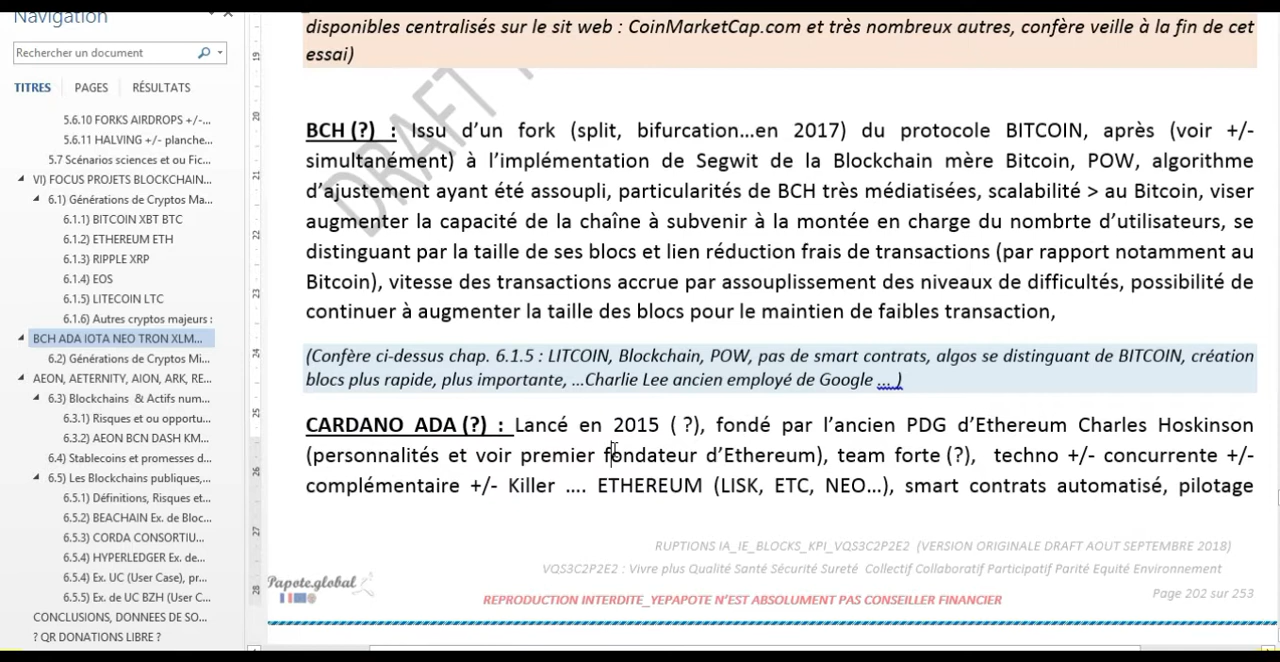 Navigation
Rechercher un document
TITRES PAGES RÉSULTATS
5.6.10 FORKS AIRDROPS +/-...
5.6.11 HALVING +/- planche...
5.7 Scénarios sciences et ou Fic...
VI) FOCUS PROJETS BLOCKCHAIN...
6.1) Générations de Cryptos Ma...
6.1.1) BITCOIN XBT BTC
6.1.2) ETHEREUM ETH
6.1.3) RIPPLE XRP
6.1.4) EOS
6.1.5) LITECOIN LTC
6.1.6) Autres cryptos majeurs :
BCH ADA IOTA NEO TRON XLM...
6.2) Générations de Cryptos Mi...
AEON, AETERNITY, AION, ARK, RE...
6.3) Blockchains & Actifs num...
6.3.1) Risques et ou opportu...
6.3.2) AEON BCN DASH KM...
6.4) Stablecoins et promesses d...
6.5) Les Blockchains publiques,...
6.5.1) Définitions, Risques et...
6.5.2) BEACHAIN Ex. de Bloc...
6.5.3) CORDA CONSORTIU...
6.5.4) HYPERLEDGER Ex. de...
6.5.4) Ex. UC (User Case), pr...
6.5.5) Ex. de UC BZH (User C...
CONCLUSIONS, DONNEES DE SO...
? QR DONATIONS LIBRE ?
19
20
21
22
23
24
25
26
27
28
disponibles centralisés sur le sit web : CoinMarketCap.com et très nombreux autres, confère veille à la fin de cet
essai)
DRAFT
BCH (?) : Issu d’un fork (split, bifurcation…en 2017) du protocole BITCOIN, après (voir +/-
simultanément) à l’implémentation de Segwit de la Blockchain mère Bitcoin, POW, algorithme
d’ajustement ayant été assoupli, particularités de BCH très médiatisées, scalabilité > au Bitcoin, viser
augmenter la capacité de la chaîne à subvenir à la montée en charge du nombrte d’utilisateurs, se
distinguant par la taille de ses blocs et lien réduction frais de transactions (par rapport notamment au
Bitcoin), vitesse des transactions accrue par assouplissement des niveaux de difficultés, possibilité de
continuer à augmenter la taille des blocs pour le maintien de faibles transaction,
(Confère ci-dessus chap. 6.1.5 : LITCOIN, Blockchain, POW, pas de smart contrats, algos se distinguant de BITCOIN, création
blocs plus rapide, plus importante, …Charlie Lee ancien employé de Google ... )
CARDANO ADA (?) : Lancé en 2015 ( ?), fondé par l’ancien PDG d’Ethereum Charles Hoskinson
(personnalités et voir premier fondateur d’Ethereum), team forte (?), techno +/- concurrente +/-
complémentaire +/- Killer .... ETHEREUM (LISK, ETC, NEO…), smart contrats automatisé, pilotage
RUPTIONS IA_IE_BLOCKS_KPI_VQS3C2P2E2 (VERSION ORIGINALE DRAFT AOUT SEPTEMBRE 2018)
VQS3C2P2E2 : Vivre plus Qualité Santé Sécurité Sureté Collectif Collaboratif Participatif Parité Equité Environnement
Papote.global
REPRODUCTION INTERDITE_YEPAPOTE N’EST ABSOLUMENT PAS CONSEILLER FINANCIER
Page 202 sur 253